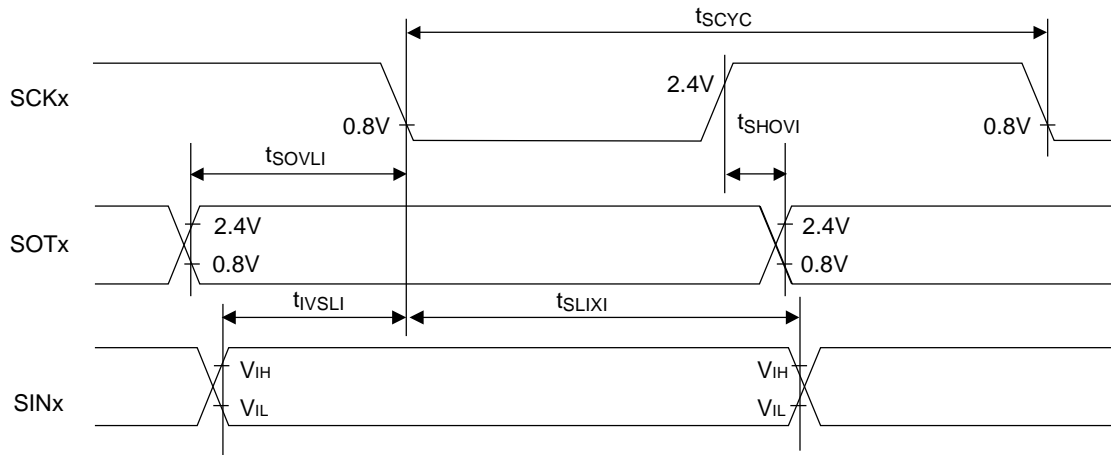 tSCYC
SCKx
2.4V
0.8V
tSHOVI
0.8V
tSOVLI
SOTx
2.4V
2.4V
0.8V
0.8V
tIVSLI
tSLIXI
SINx
VIH
VIH
VIL
VIL